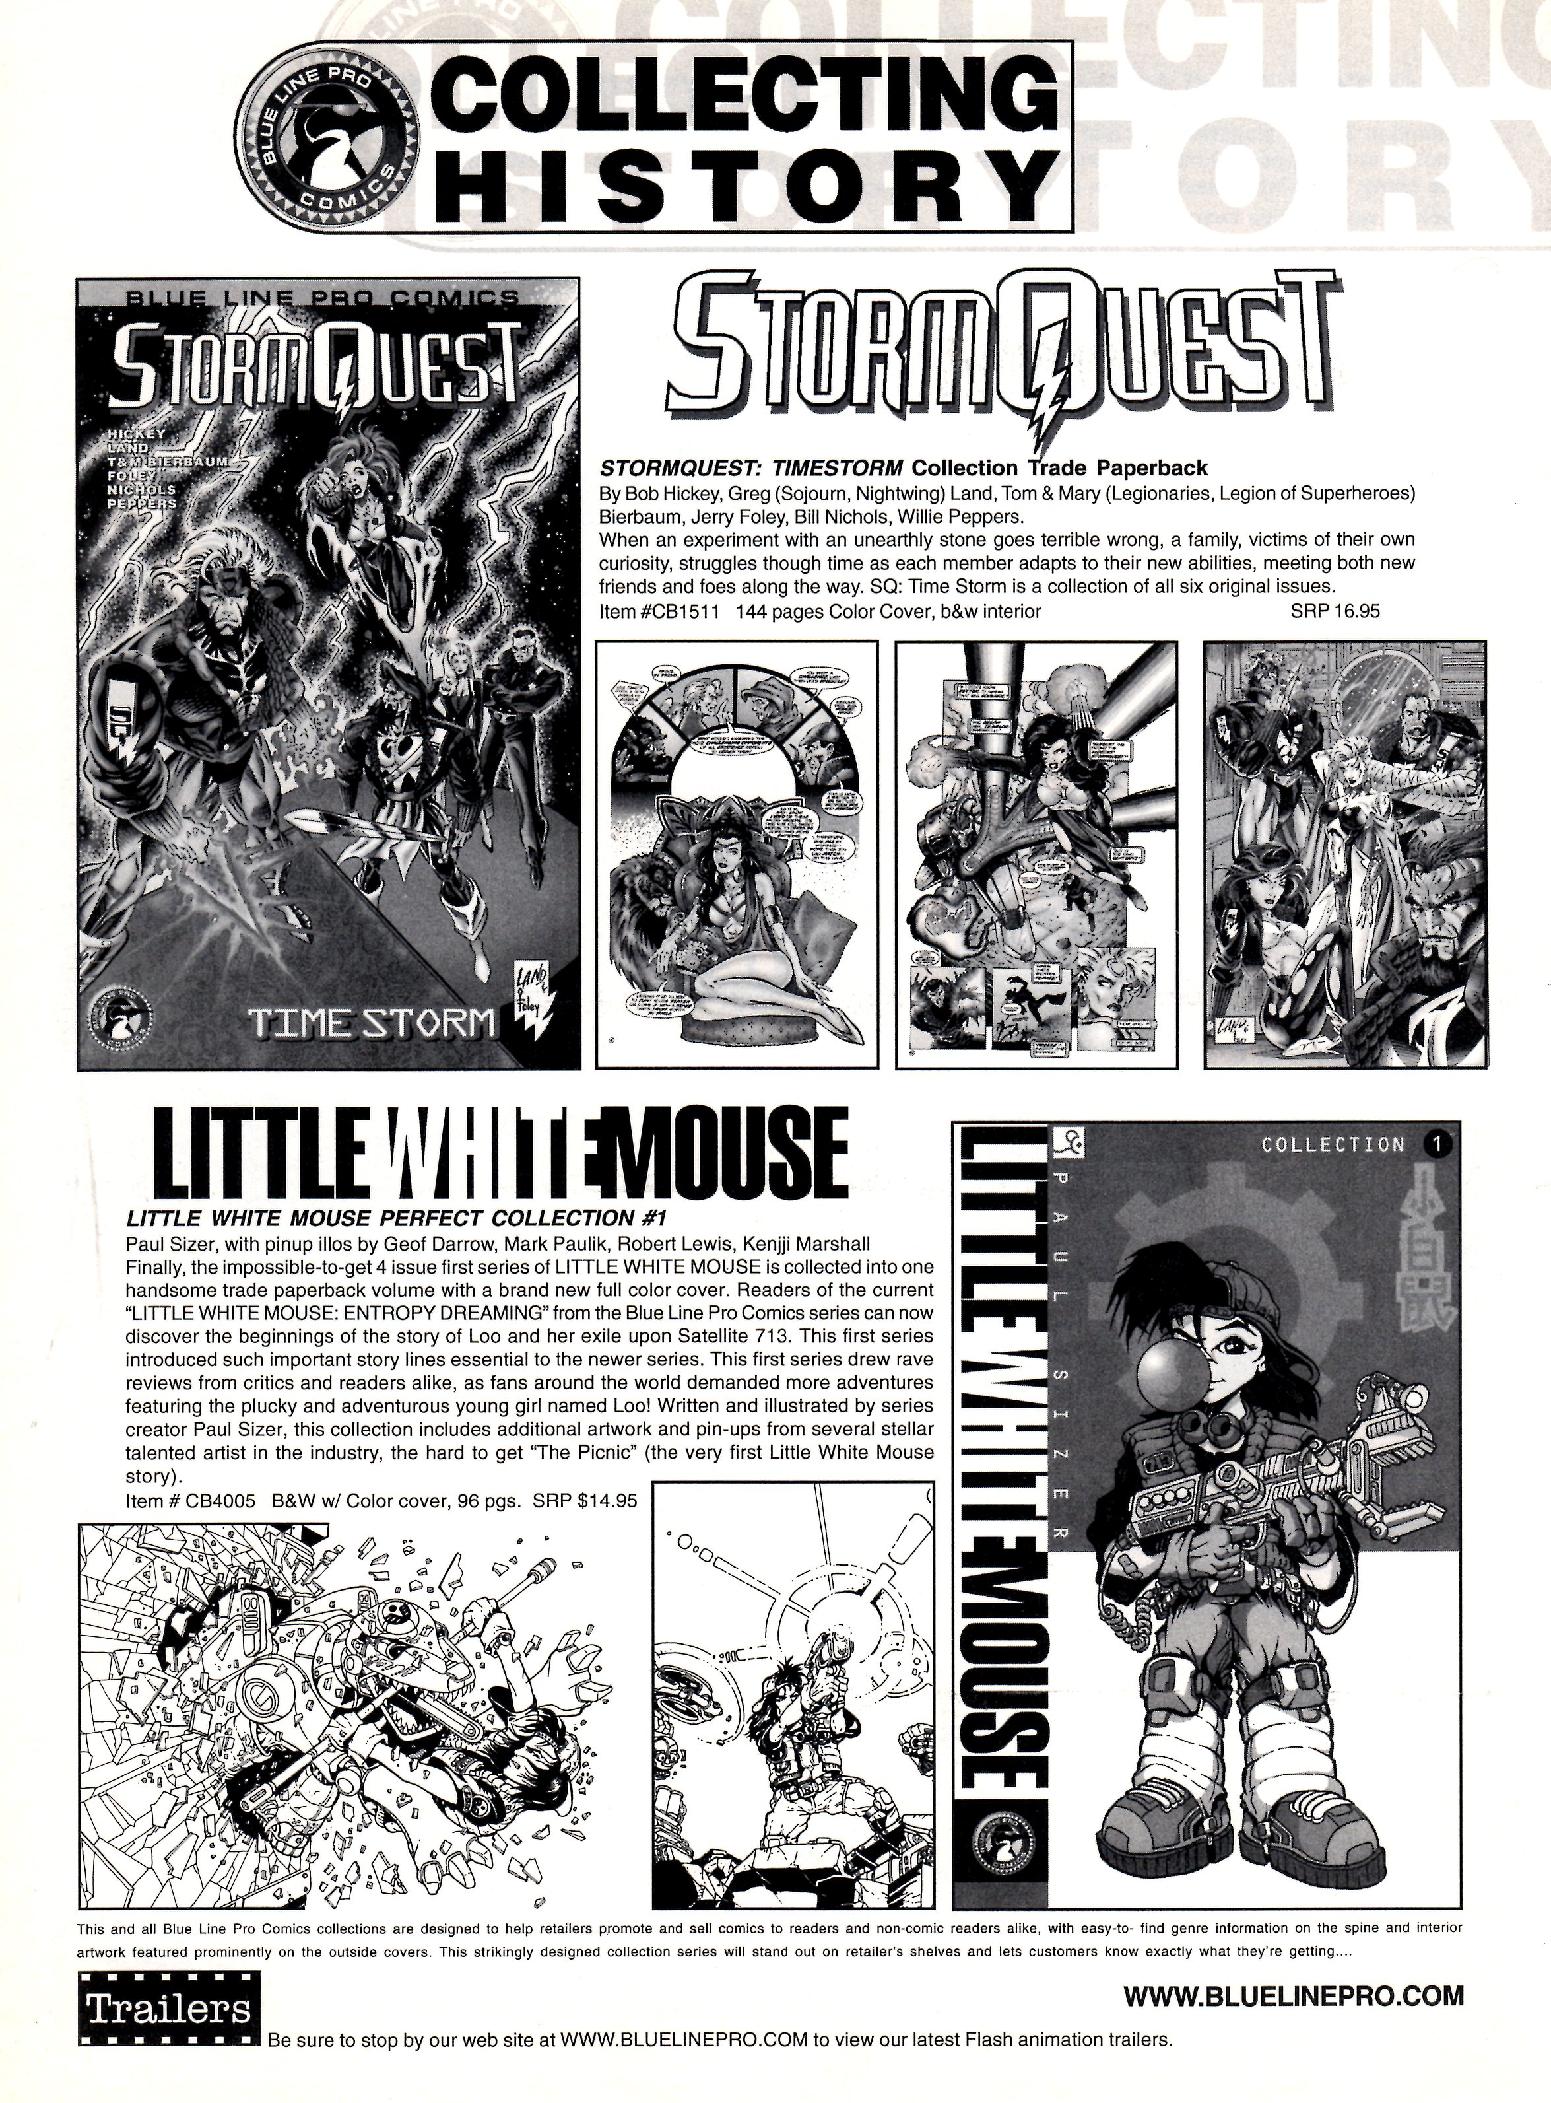 BLUE LINE PRO
COMICS
COLLECTING
HISTORY
COLLECTING
HISTORY
BLUE LINE PRO COMICS
STORMQUEST
HICKEY
LAND
T&M BIERBAUM
FOLEY
NICHOLS
PEPPERS
SQ
LAND
& Foley
TIME STORM
STORMQUEST
STORMQUEST: TIMESTORM Collection Trade Paperback
By Bob Hickey, Greg (Sojourn, Nightwing) Land, Tom & Mary (Legionaries, Legion of Superheroes)
Bierbaum, Jerry Foley, Bill Nichols, Willie Peppers.
When an experiment with an unearthly stone goes terrible wrong, a family, victims of their own
curiosity, struggles though time as each member adapts to their new abilities, meeting both new
friends and foes along the way. SQ: Time Storm is a collection of all six original issues.
Item #CB1511 144 pages Color Cover, b&w interior SRP 16.95
LAND
LITTLE WHITE MOUSE
LITTLE WHITE MOUSE PERFECT COLLECTION #1
Paul Sizer, with pinup illos by Geof Darrow, Mark Paulik, Robert Lewis, Kenjji Marshall
Finally, the impossible-to-get 4 issue first series of LITTLE WHITE MOUSE is collected into one
handsome trade paperback volume with a brand new full color cover. Readers of the current
“LITTLE WHITE MOUSE: ENTROPY DREAMING” from the Blue Line Pro Comics series can now
discover the beginnings of the story of Loo and her exile upon Satellite 713. This first series
introduced such important story lines essential to the newer series. This first series drew rave
reviews from critics and readers alike, as fans around the world demanded more adventures
featuring the plucky and adventurous young girl named Loo! Written and illustrated by series
creator Paul Sizer, this collection includes additional artwork and pin-ups from several stellar
talented artist in the industry, the hard to get “The Picnic” (the very first Little White Mouse
story).
Item # CB4005 B&W w/ Color cover, 96 pgs. SRP $14.95
LITTLE WHITE MOUSE
PAUL SIZER
COLLECTION 1
小白鼠
This and all Blue Line Pro Comics collections are designed to help retailers promote and sell comics to readers and non-comic readers alike, with easy-to- find genre information on the spine and interior
artwork featured prominently on the outside covers. This strikingly designed collection series will stand out on retailer's shelves and lets customers know exactly what they're getting....
Trailers
WWW.BLUELINEPRO.COM
Be sure to stop by our web site at WWW.BLUELINEPRO.COM to view our latest Flash animation trailers.